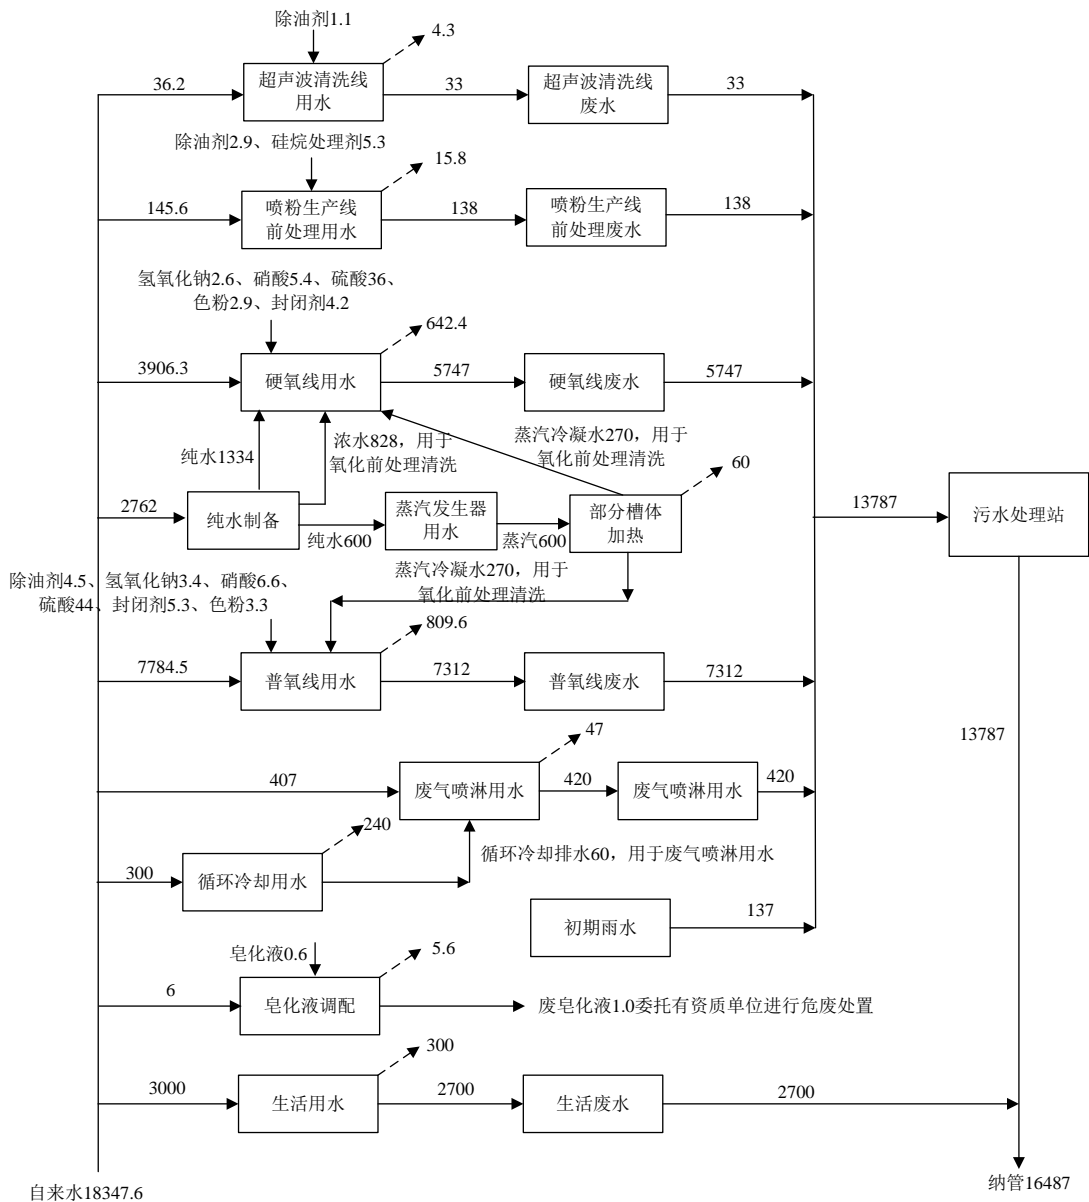 除油剂1.1
4.3
36.2
超声波清洗线
用水
33
超声波清洗线
废水
33
除油剂2.9、硅烷处理剂5.3
15.8
145.6
喷粉生产线
前处理用水
138
喷粉生产线
前处理废水
138
氢氧化钠2.6、硝酸5.4、硫酸36、
色粉2.9、封闭剂4.2
642.4
3906.3
硬氧线用水
5747
硬氧线废水
5747
纯水1334
浓水828，用于
氧化前处理清洗
蒸汽冷凝水270，用于
氧化前处理清洗
60
2762
纯水制备
纯水600
蒸汽发生器
用水
蒸汽600
部分槽体
加热
13787
污水处理站
蒸汽冷凝水270，用于
氧化前处理清洗
除油剂4.5、氢氧化钠3.4、硝酸6.6、
硫酸44、封闭剂5.3、色粉3.3
809.6
7784.5
普氧线用水
7312
普氧线废水
7312
13787
47
407
废气喷淋用水
420
废气喷淋用水
420
240
300
循环冷却用水
循环冷却排水60，用于废气喷淋用水
初期雨水
137
皂化液0.6
5.6
6
皂化液调配
废皂化液1.0委托有资质单位进行危废处置
300
3000
生活用水
2700
生活废水
2700
自来水18347.6
纳管16487